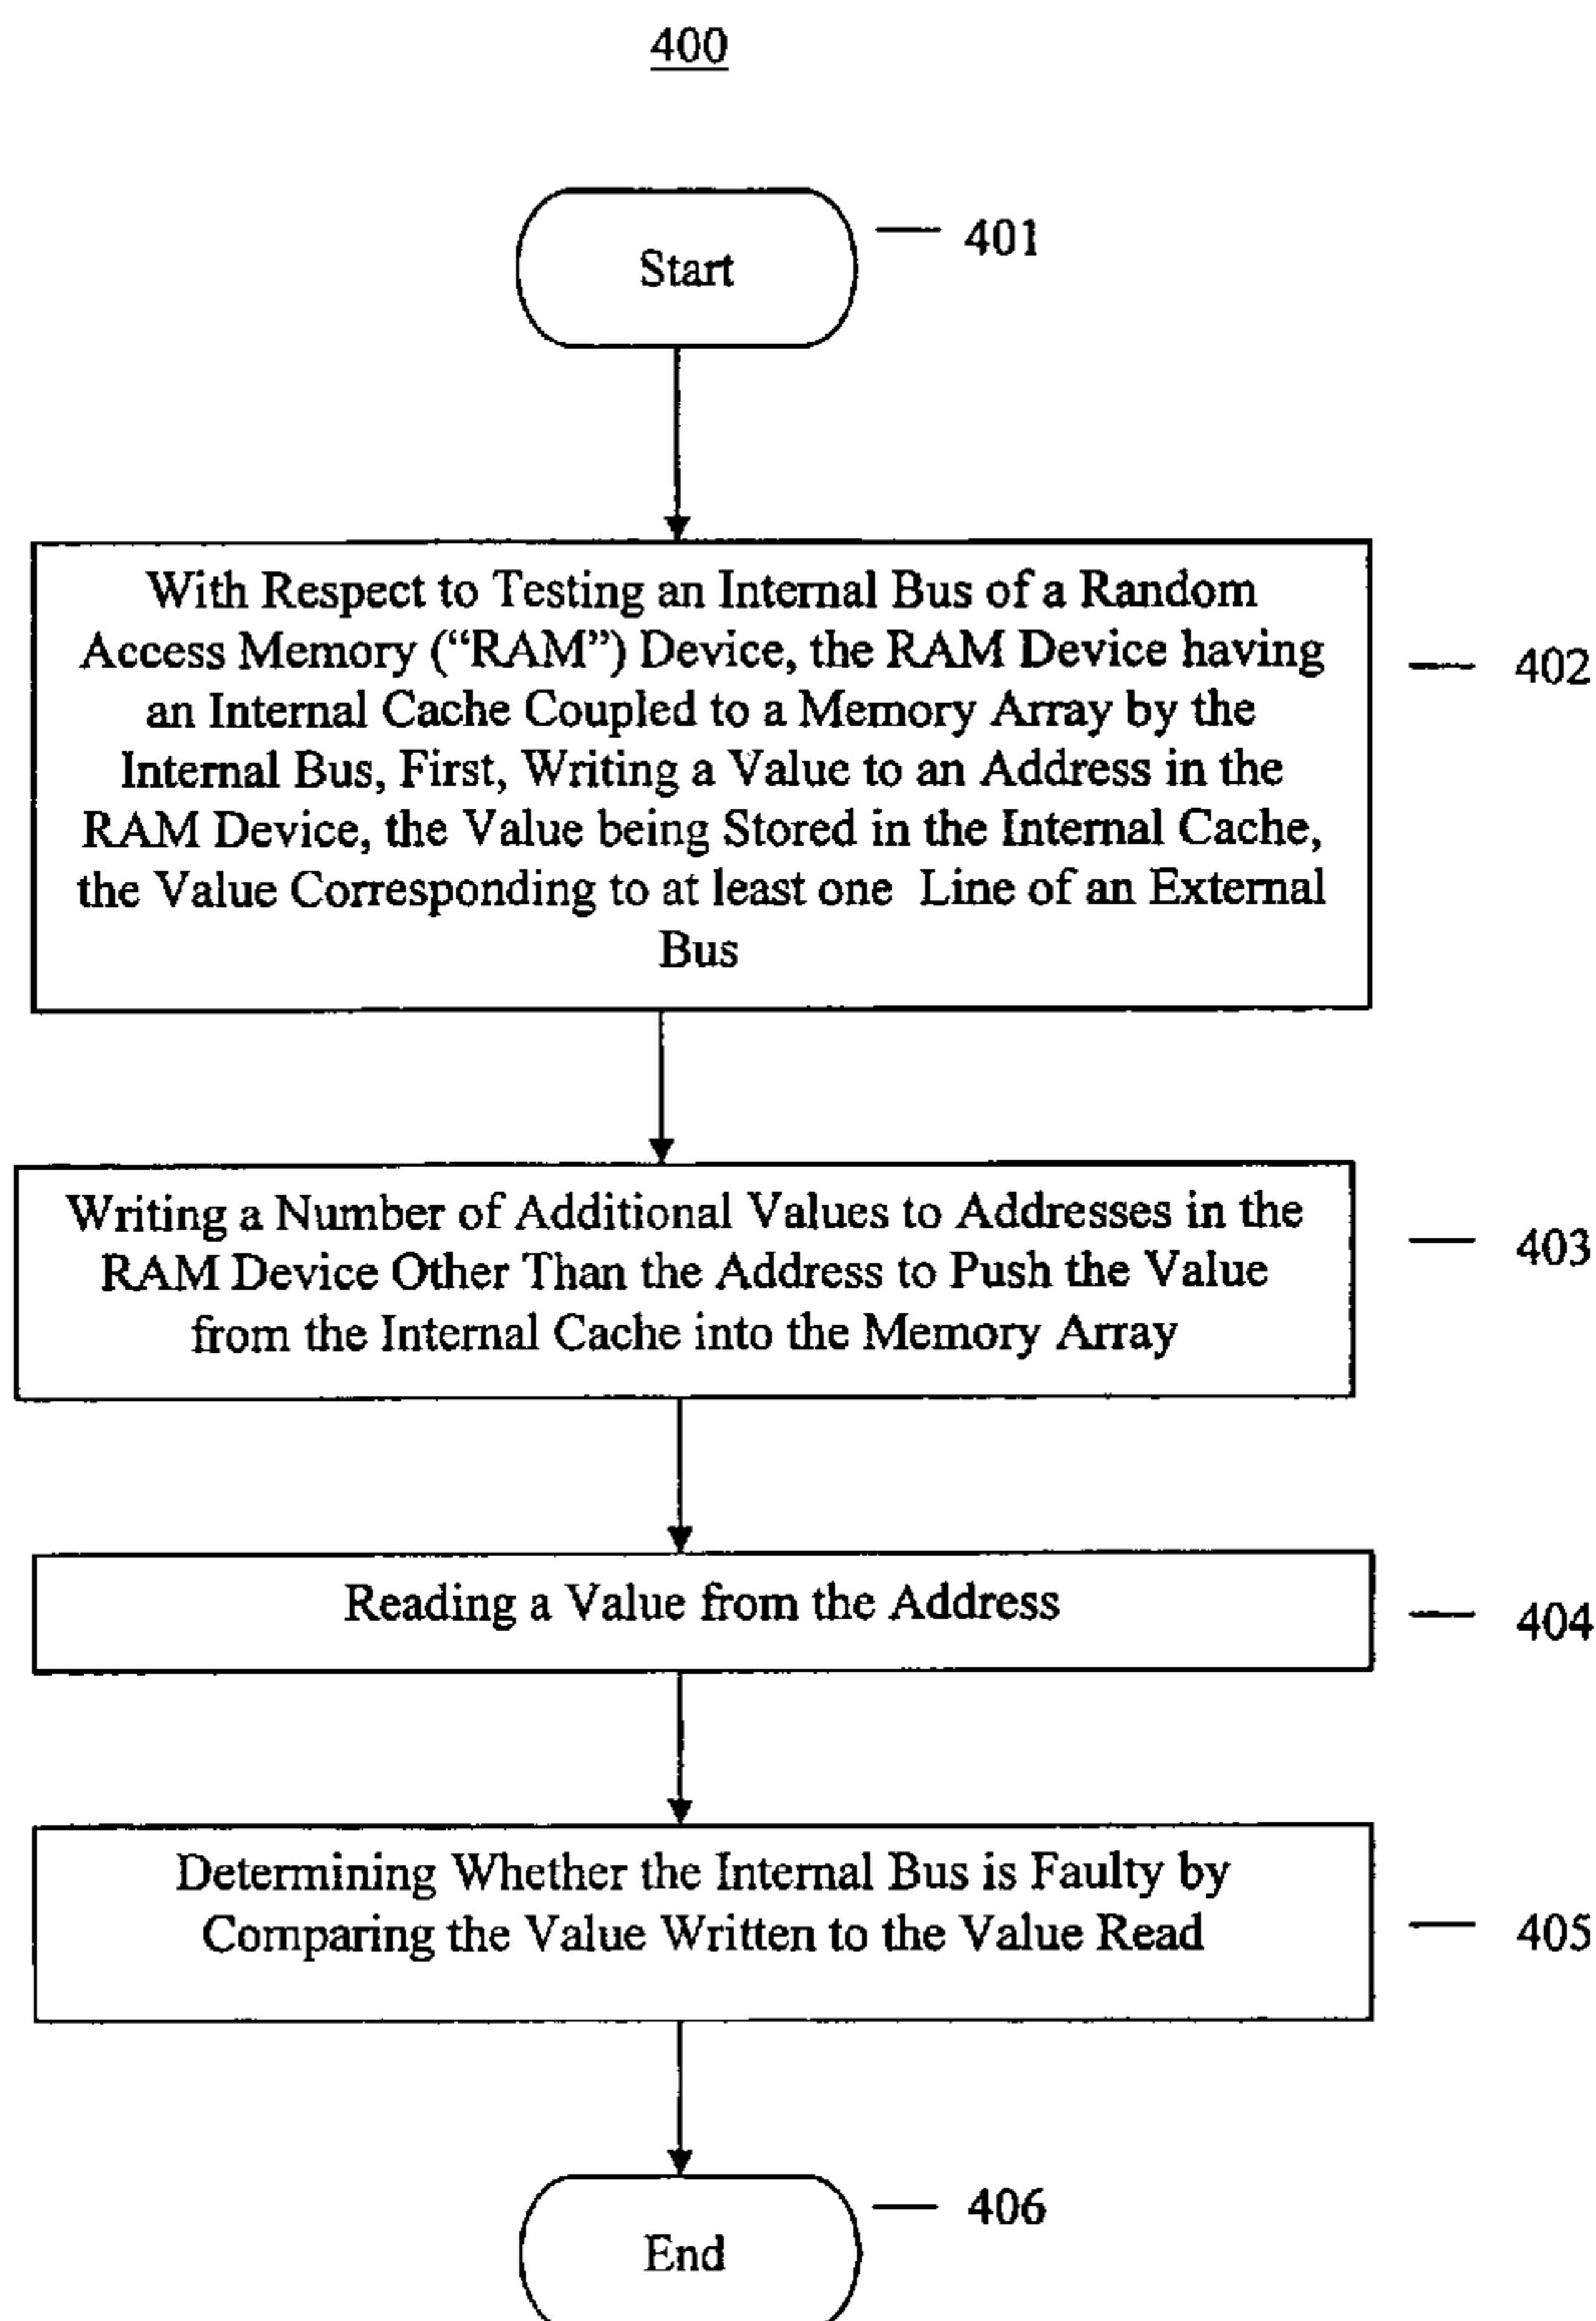 400
Start
401
With Respect to Testing an Internal Bus of a Random
Access Memory (“RAM”) Device, the RAM Device having
an Internal Cache Coupled to a Memory Array by the
Internal Bus, First, Writing a Value to an Address in the
RAM Device, the Value being Stored in the Internal Cache,
the Value Corresponding to at least one Line of an External
Bus
402
Writing a Number of Additional Values to Addresses in the
RAM Device Other Than the Address to Push the Value
from the Internal Cache into the Memory Array
403
Reading a Value from the Address
404
Determining Whether the Internal Bus is Faulty by
Comparing the Value Written to the Value Read
405
End
406